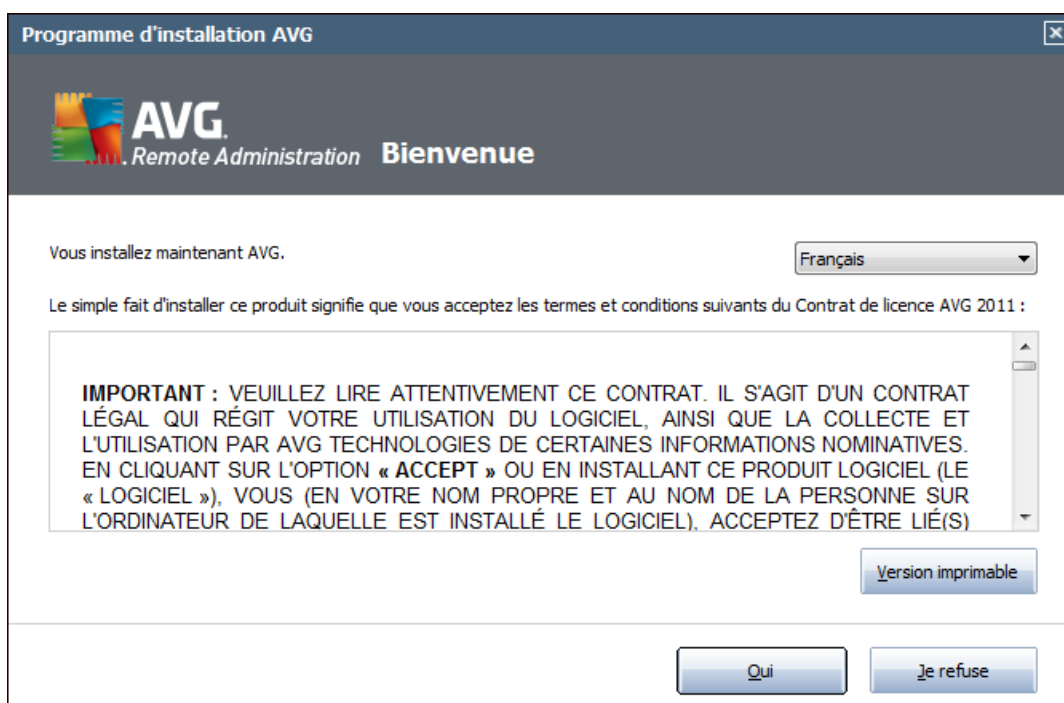 Programme d'installation AVG
AVG.
Remote Administration Bienvenue
Vous installez maintenant AVG.
Français
Le simple fait d'installer ce produit signifie que vous acceptez les termes et conditions suivants du Contrat de licence AVG 2011 :
IMPORTANT : VEUILLEZ LIRE ATTENTIVEMENT CE CONTRAT. IL S'AGIT D'UN CONTRAT
LÉGAL QUI RÉGIT VOTRE UTILISATION DU LOGICIEL, AINSI QUE LA COLLECTE ET
L'UTILISATION PAR AVG TECHNOLOGIES DE CERTAINES INFORMATIONS NOMINATIVES.
EN CLIQUANT SUR L'OPTION « ACCEPT » OU EN INSTALLANT CE PRODUIT LOGICIEL (LE
« LOGICIEL »), VOUS (EN VOTRE NOM PROPRE ET AU NOM DE LA PERSONNE SUR
L'ORDINATEUR DE LAQUELLE EST INSTALLÉ LE LOGICIEL), ACCEPTEZ D'ÊTRE LIÉ(S)
Version imprimable
Oui
Je refuse